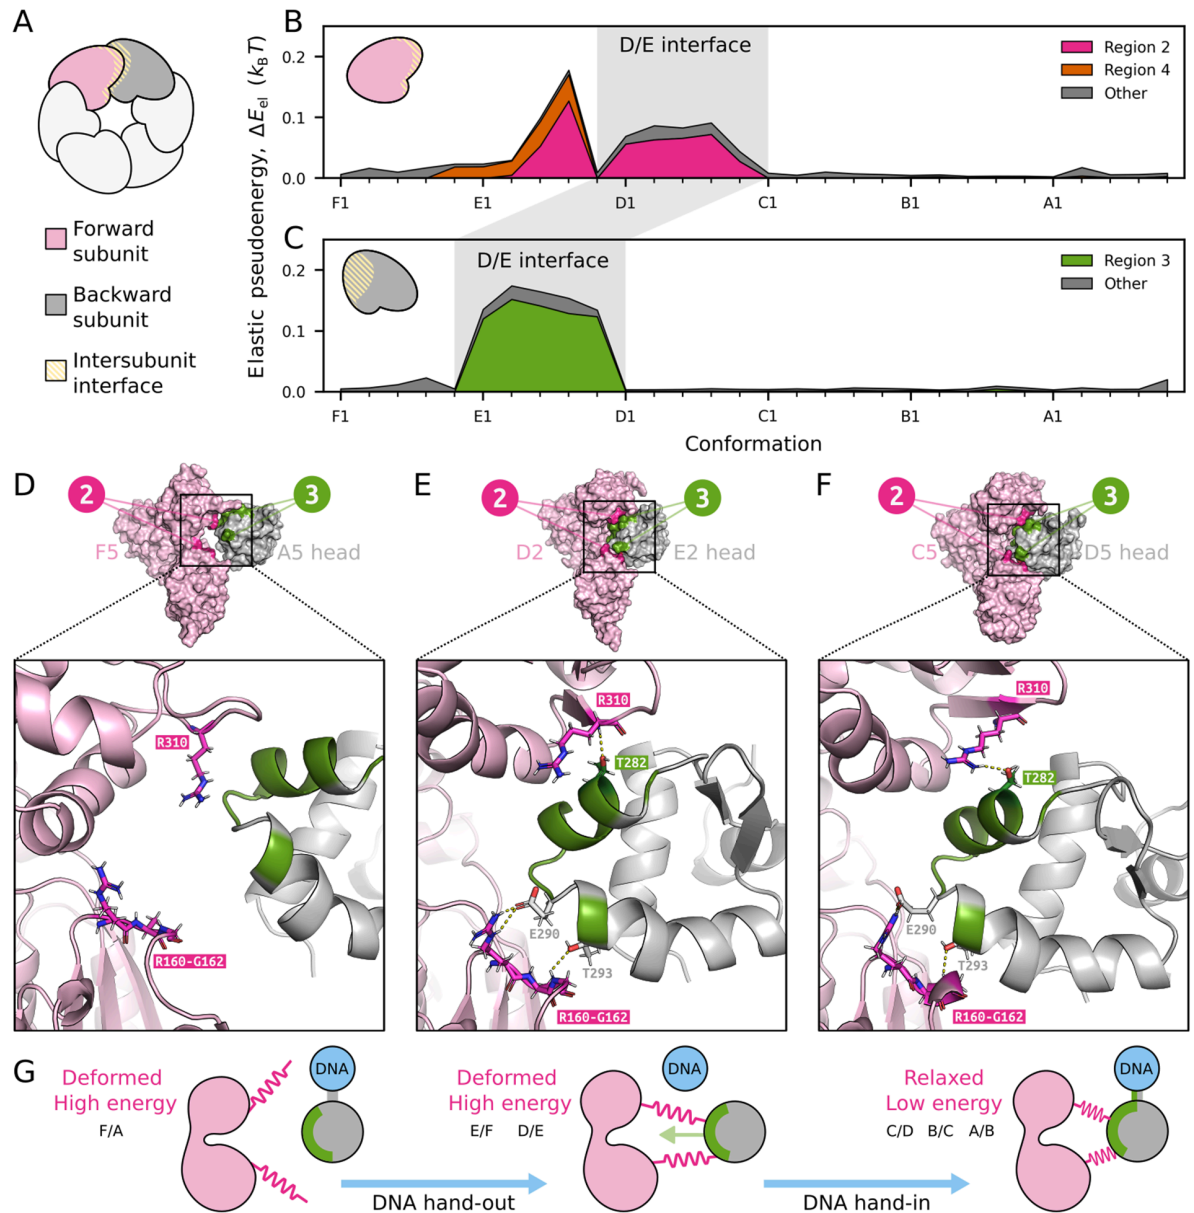 A
Forward
subunit
Backward
subunit
Intersubunit
interface
B
Elastic pseudoenergy, ΔE_el (k_B T)
D/E interface
Region 2
Region 4
Other
0.2
0.1
0.0
F1 E1 D1 C1 B1 A1
C
D/E interface
Region 3
Other
0.2
0.1
0.0
F1 E1 D1 C1 B1 A1
Conformation
D
2
3
F5
A5 head
R310
R160-G162
E
2
3
D2
E2 head
R310
T282
E290
T293
R160-G162
F
2
3
C5
D5 head
R310
T282
E290
T293
R160-G162
G
Deformed
High energy
F/A
DNA
DNA hand-out
Deformed
High energy
E/F D/E
DNA
DNA hand-in
Relaxed
Low energy
C/D B/C A/B
DNA